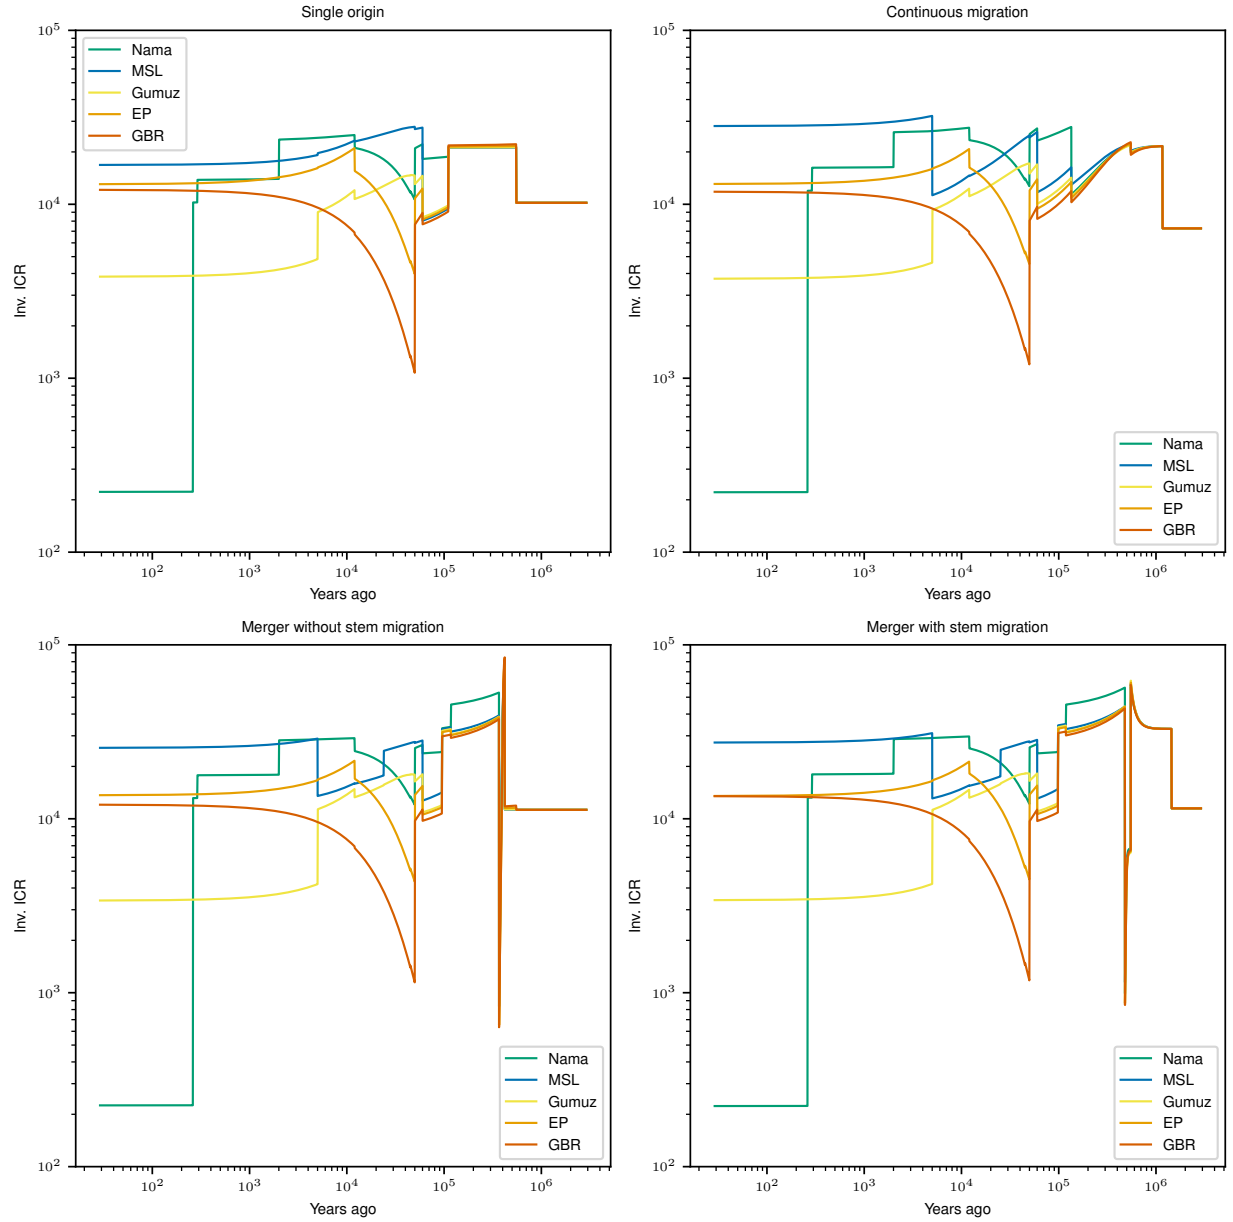 Single origin
10^5
10^4
10^3
10^2
Inv. ICR
Nama
MSL
Gumuz
EP
GBR
10^2 10^3 10^4 10^5 10^6
Years ago
Continuous migration
10^5
10^4
10^3
10^2
Inv. ICR
Nama
MSL
Gumuz
EP
GBR
10^2 10^3 10^4 10^5 10^6
Years ago
Merger without stem migration
10^5
10^4
10^3
10^2
Inv. ICR
Nama
MSL
Gumuz
EP
GBR
10^2 10^3 10^4 10^5 10^6
Years ago
Merger with stem migration
10^5
10^4
10^3
10^2
Inv. ICR
Nama
MSL
Gumuz
EP
GBR
10^2 10^3 10^4 10^5 10^6
Years ago